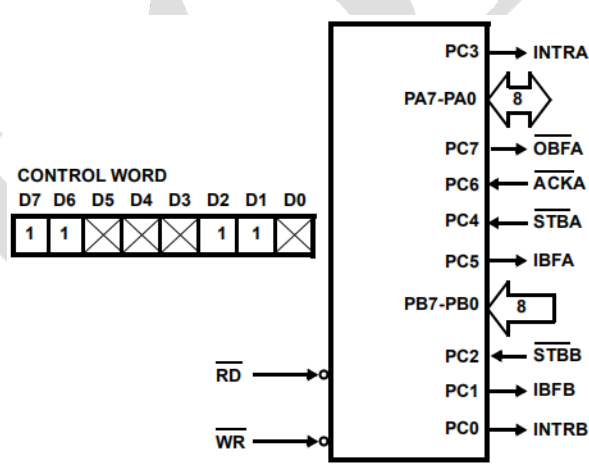 PC3 INTRA
PA7-PA0 8
PC7 OBFA
CONTROL WORD
PC6 ACKA
D7 D6 D5 D4 D3 D2 D1 D0
PC4 STBA
1 1 1 1
PC5 IBFA
PB7-PB0 8
PC2 STBB
RD
PC1 IBFB
PC0 INTRB
WR